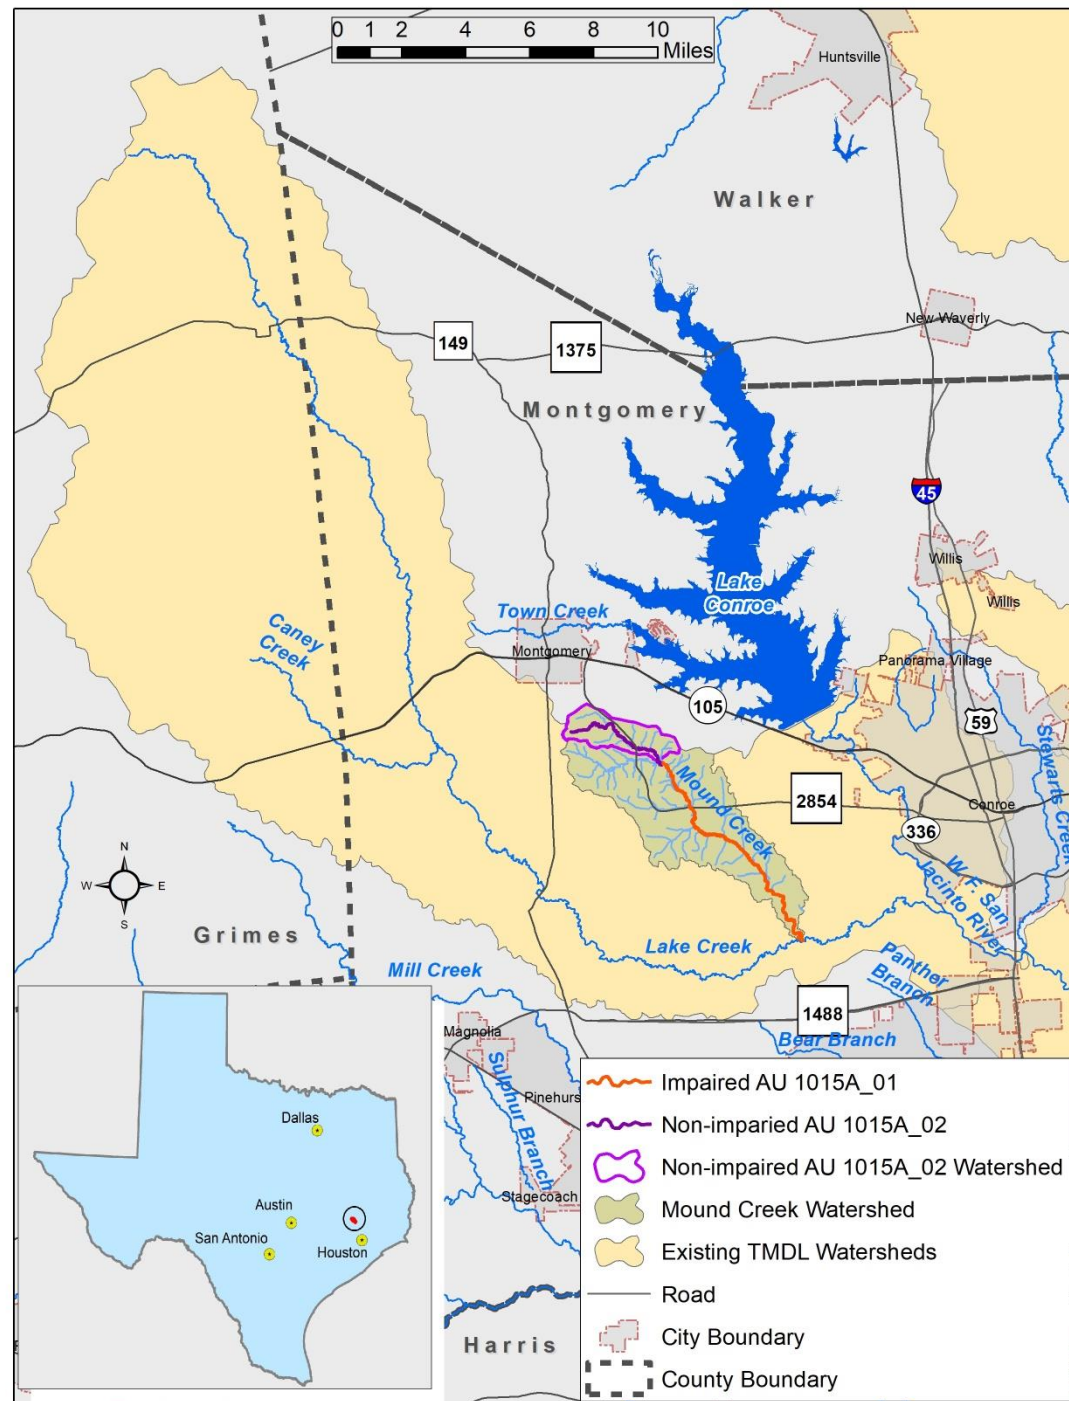 0 1 2 4 6 8 10
Miles
Huntsville
Walker
New Waverly
149
1375
Montgomery
45
Willis
Lake
Conroe
Willis
Town Creek
Caney
Creek
Montgomery
Panorama Village
105
59
Stewarts Creek
Mound Creek
2854
Conroe
336
N
W E
S
W.F. San
Jacinto River
Grimes
Lake Creek
Mill Creek
Panther
Branch
1488
Magnolia
Bear Branch
Sulphur Branch
Pinehurs
Stagecoach
Harris
Dallas
Austin
San Antonio
Houston
Impaired AU 1015A_01
Non-imparied AU 1015A_02
Non-impaired AU 1015A_02 Watershed
Mound Creek Watershed
Existing TMDL Watersheds
Road
City Boundary
County Boundary